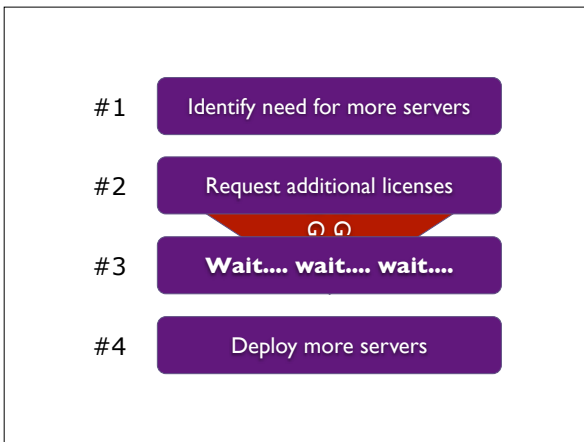 #1 Identify need for more servers
#2 Request additional licenses
#3 Wait.... wait.... wait....
#4 Deploy more servers